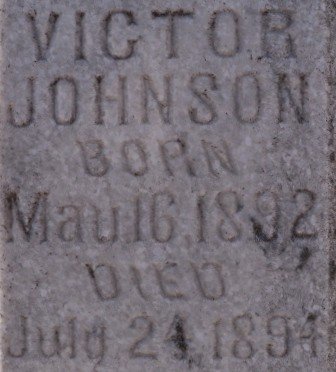 VICTOR
JOHNSON
BORN
May 16, 1892
DIED
July 24, 1894